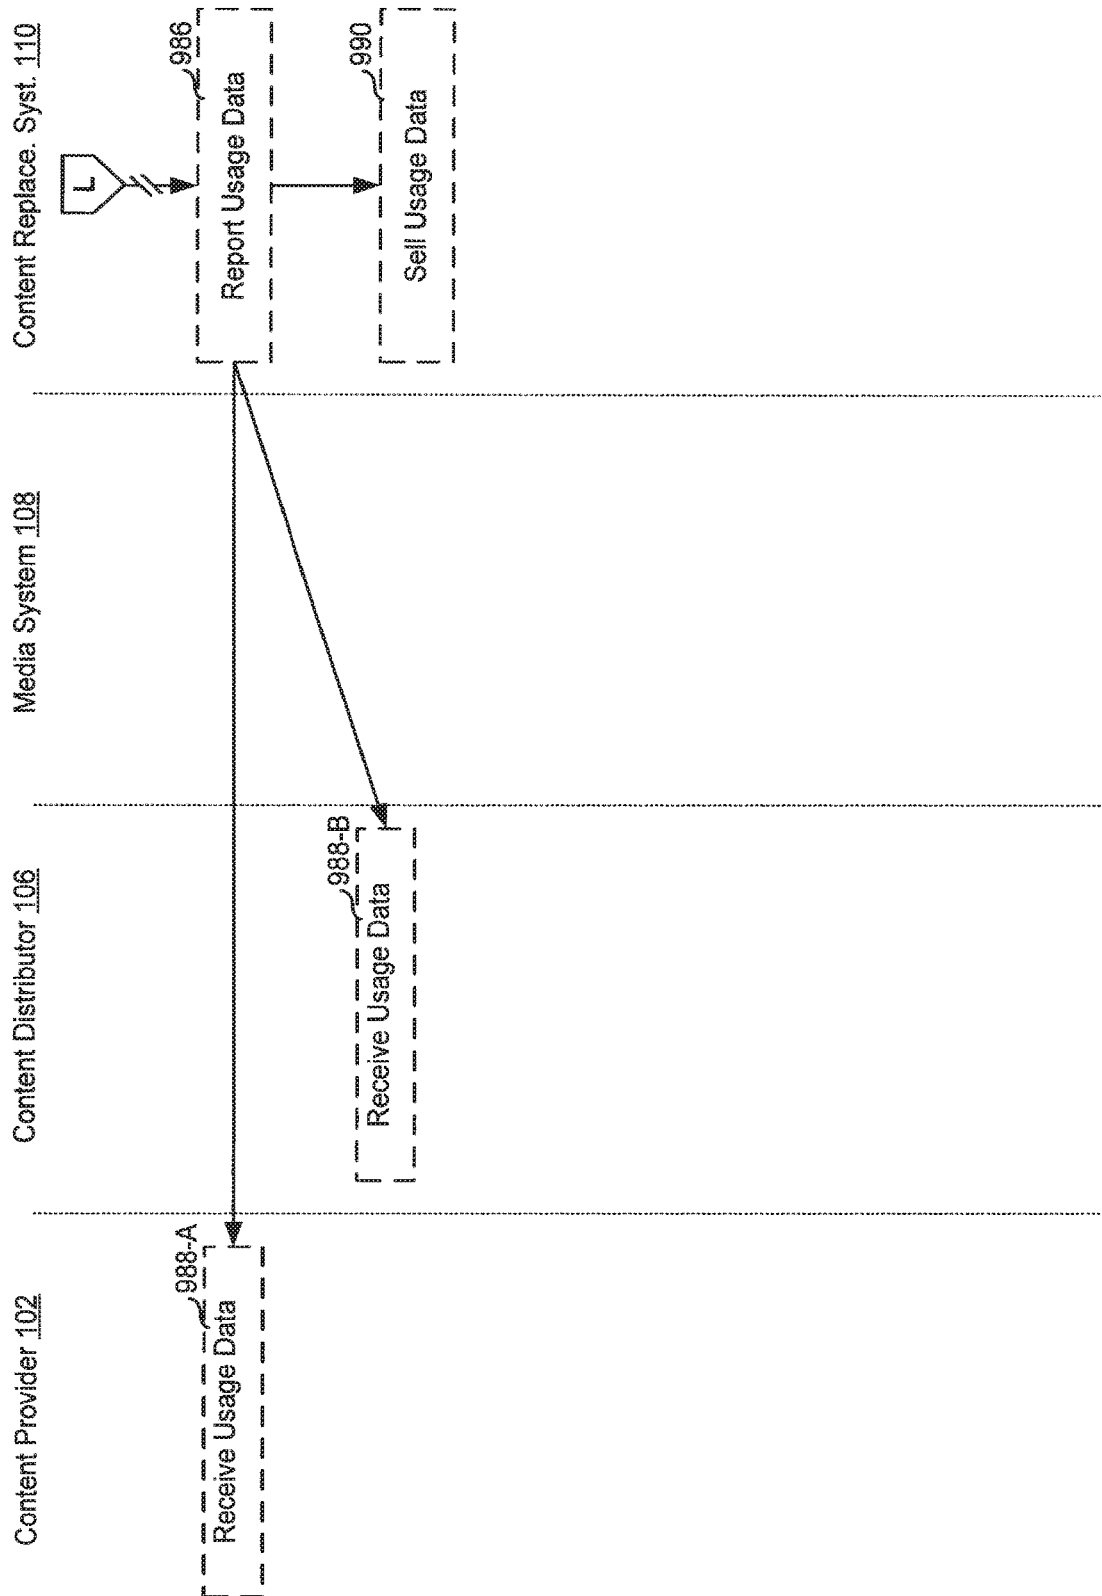 Content Provider 102
Content Distributor 106
Media System 108
Content Replace. Syst. 110
L
988-A
Receive Usage Data
986
Report Usage Data
988-B
Receive Usage Data
990
Sell Usage Data